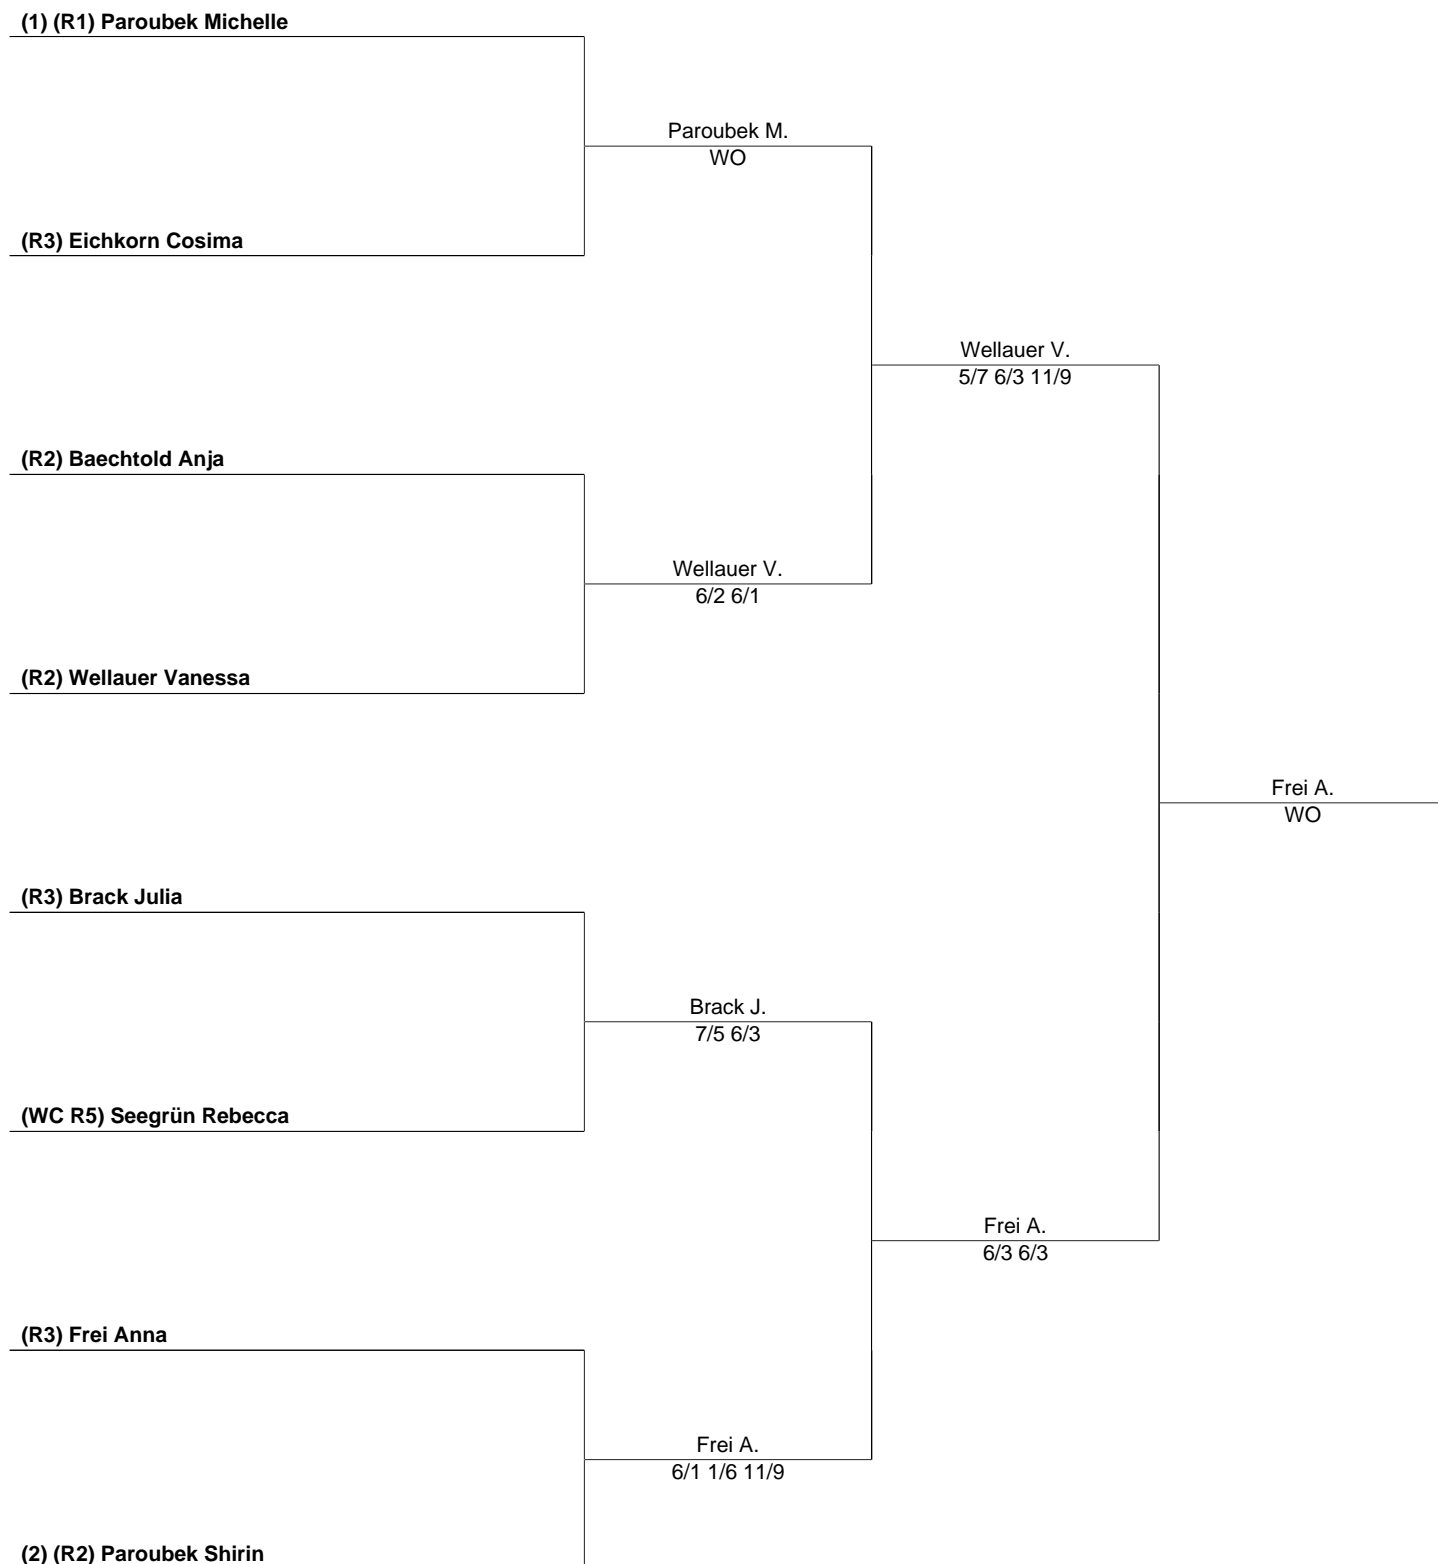 (1) (R1) Paroubek Michelle
Paroubek M.
WO
(R3) Eichkorn Cosima
Wellauer V.
5/7 6/3 11/9
(R2) Baechtold Anja
Wellauer V.
6/2 6/1
(R2) Wellauer Vanessa
Frei A.
WO
(R3) Brack Julia
Brack J.
7/5 6/3
(WC R5) Seegrün Rebecca
Frei A.
6/3 6/3
(R3) Frei Anna
Frei A.
6/1 1/6 11/9
(2) (R2) Paroubek Shirin